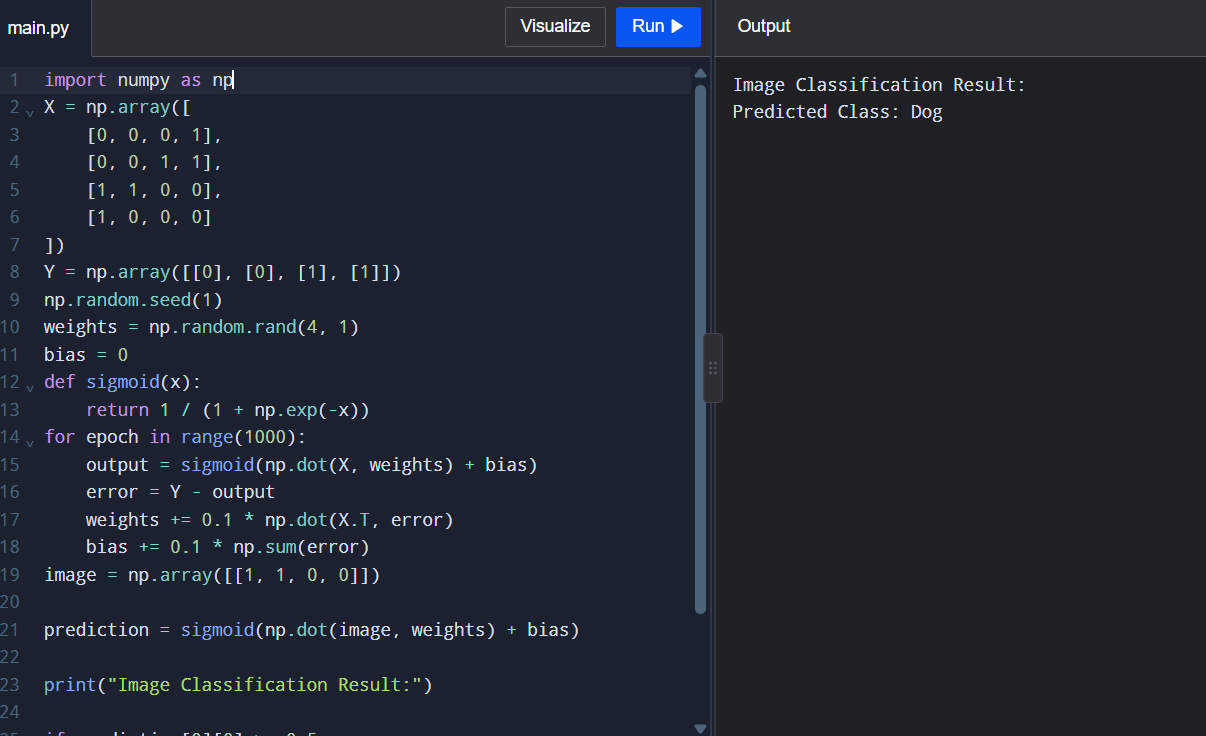 main.py
Visualize
Run
Output
1 import numpy as np
2 X = np.array([
3     [0, 0, 0, 1],
4     [0, 0, 1, 1],
5     [1, 1, 0, 0],
6     [1, 0, 0, 0]
7 ])
8 Y = np.array([[0], [0], [1], [1]])
9 np.random.seed(1)
10 weights = np.random.rand(4, 1)
11 bias = 0
12 def sigmoid(x):
13     return 1 / (1 + np.exp(-x))
14 for epoch in range(1000):
15     output = sigmoid(np.dot(X, weights) + bias)
16     error = Y - output
17     weights += 0.1 * np.dot(X.T, error)
18     bias += 0.1 * np.sum(error)
19 image = np.array([[1, 1, 0, 0]])
20
21 prediction = sigmoid(np.dot(image, weights) + bias)
22
23 print("Image Classification Result:")
24
Image Classification Result:
Predicted Class: Dog